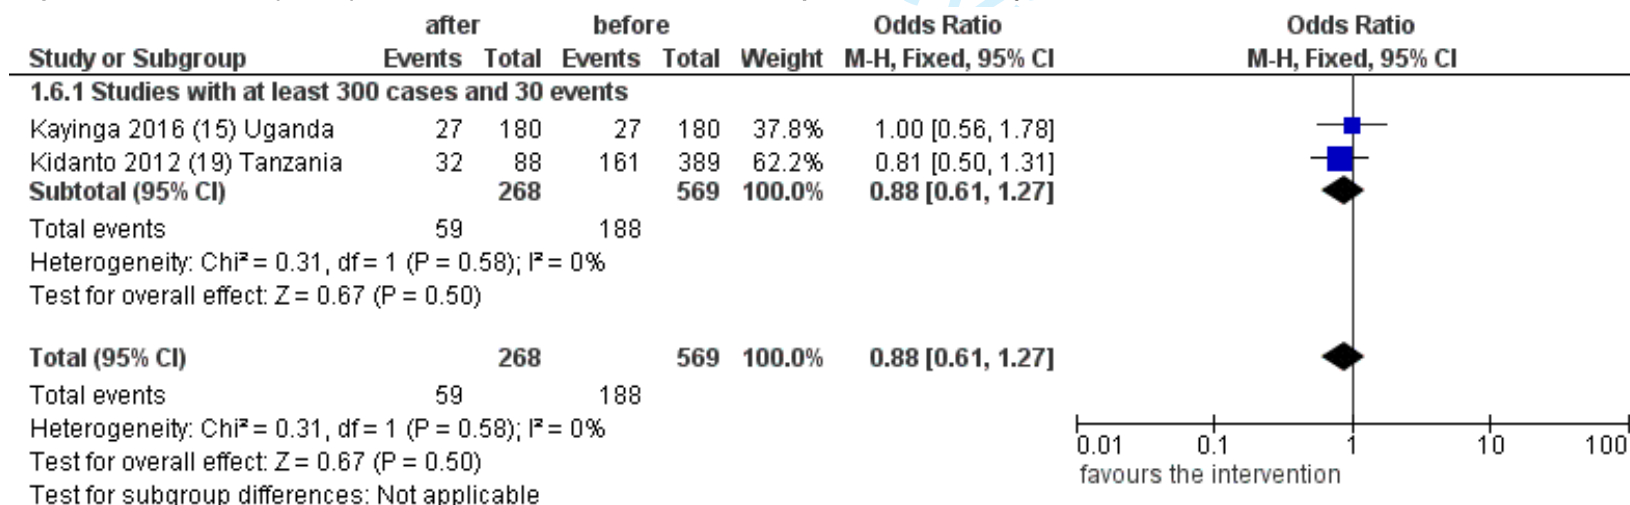 after before Odds Ratio Odds Ratio
Study or Subgroup Events Total Events Total Weight M-H, Fixed, 95% CI M-H, Fixed, 95% CI
1.6.1 Studies with at least 300 cases and 30 events
Kayinga 2016 (15) Uganda 27 180 27 180 37.8% 1.00 [0.56, 1.78]
Kidanto 2012 (19) Tanzania 32 88 161 389 62.2% 0.81 [0.50, 1.31]
Subtotal (95% CI) 268 569 100.0% 0.88 [0.61, 1.27]
Total events 59 188
Heterogeneity: Chi² = 0.31, df = 1 (P = 0.58); I² = 0%
Test for overall effect: Z = 0.67 (P = 0.50)
Total (95% CI) 268 569 100.0% 0.88 [0.61, 1.27]
Total events 59 188
Heterogeneity: Chi² = 0.31, df = 1 (P = 0.58); I² = 0%
Test for overall effect: Z = 0.67 (P = 0.50)
Test for subgroup differences: Not applicable
0.01 0.1 1 10 100
favours the intervention